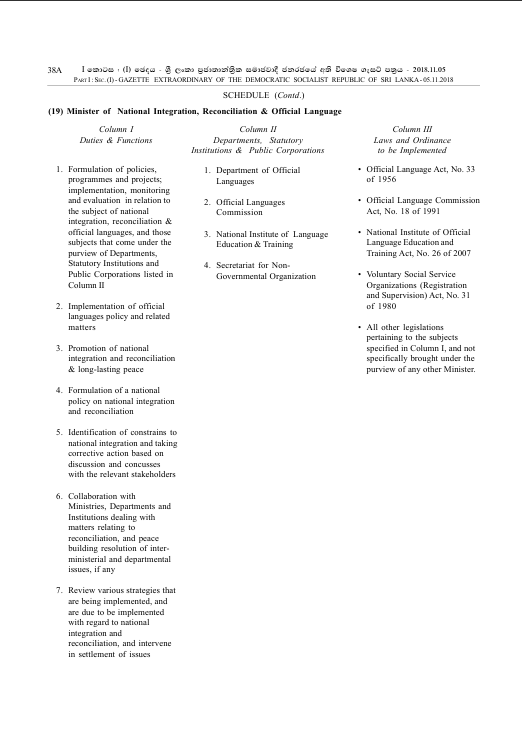 38A I කොටස : (I) ඡෙදය - ශ්‍රී ලංකා ප්‍රජාතාන්ත්‍රික සමාජවාදී ජනරජයේ අති විශෙෂ ගැසට් පත්‍රය - 2018.11.05
PART I : SEC. (I) - GAZETTE EXTRAORDINARY OF THE DEMOCRATIC SOCIALIST REPUBLIC OF SRI LANKA - 05.11.2018
SCHEDULE (Contd.)
(19) Minister of National Integration, Reconciliation & Official Language
Column I
Duties & Functions
1. Formulation of policies,
programmes and projects;
implementation, monitoring
and evaluation in relation to
the subject of national
integration, reconciliation &
official languages, and those
subjects that come under the
purview of Departments,
Statutory Institutions and
Public Corporations listed in
Column II
2. Implementation of official
languages policy and related
matters
3. Promotion of national
integration and reconciliation
& long-lasting peace
4. Formulation of a national
policy on national integration
and reconciliation
5. Identification of constrains to
national integration and taking
corrective action based on
discussion and concusses
with the relevant stakeholders
6. Collaboration with
Ministries, Departments and
Institutions dealing with
matters relating to
reconciliation, and peace
building resolution of inter-
ministerial and departmental
issues, if any
7. Review various strategies that
are being implemented, and
are due to be implemented
with regard to national
integration and
reconciliation, and intervene
in settlement of issues
Column II
Departments, Statutory
Institutions & Public Corporations
1. Department of Official
Languages
2. Official Languages
Commission
3. National Institute of Language
Education & Training
4. Secretariat for Non-
Governmental Organization
Column III
Laws and Ordinance
to be Implemented
• Official Language Act, No. 33
of 1956
• Official Language Commission
Act, No. 18 of 1991
• National Institute of Official
Language Education and
Training Act, No. 26 of 2007
• Voluntary Social Service
Organizations (Registration
and Supervision) Act, No. 31
of 1980
• All other legislations
pertaining to the subjects
specified in Column I, and not
specifically brought under the
purview of any other Minister.